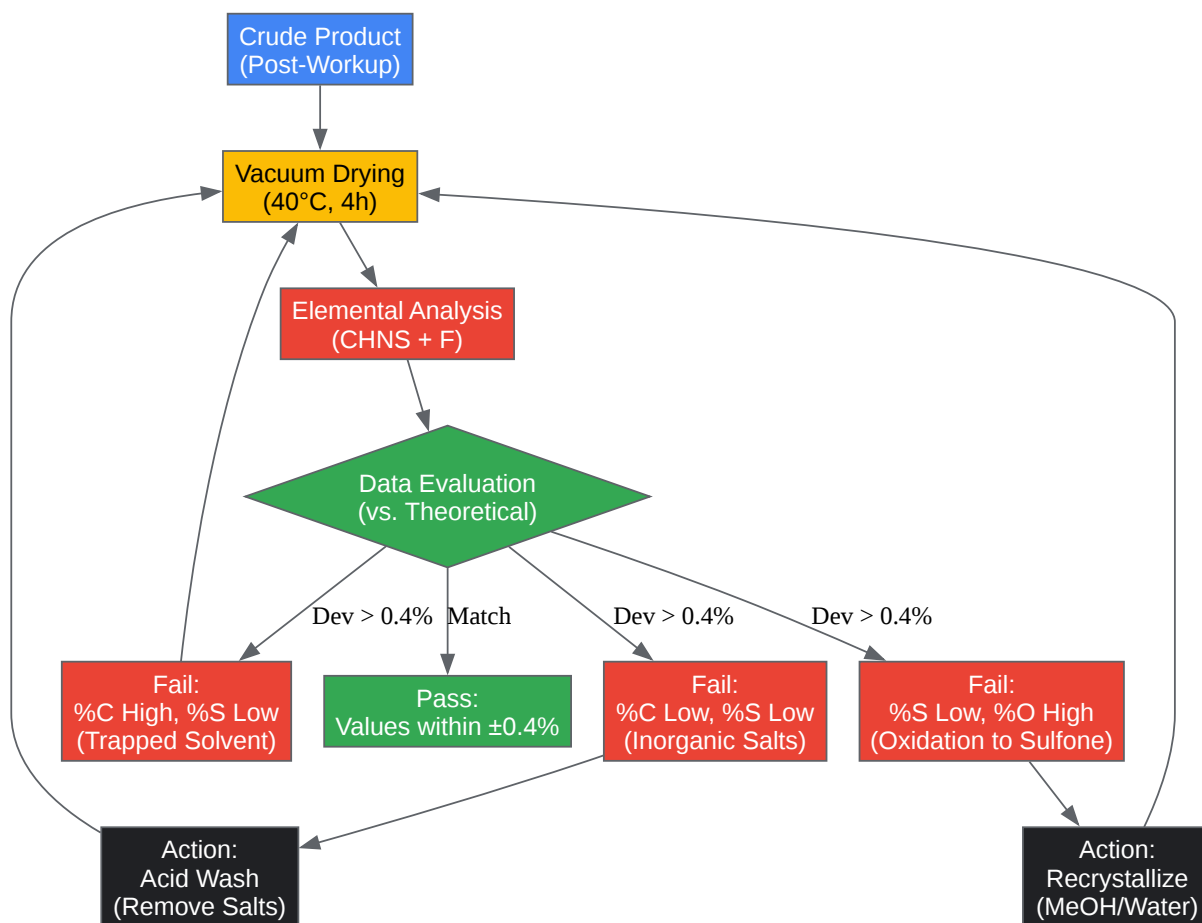 Crude Product
(Post-Workup)
Vacuum Drying
(40°C, 4h)
Elemental Analysis
(CHNS + F)
Data Evaluation
(vs. Theoretical)
Dev > 0.4%
Match
Dev > 0.4%
Dev > 0.4%
Fail:
%C High, %S Low
(Trapped Solvent)
Pass:
Values within ±0.4%
Fail:
%C Low, %S Low
(Inorganic Salts)
Fail:
%S Low, %O High
(Oxidation to Sulfone)
Action:
Acid Wash
(Remove Salts)
Action:
Recrystallize
(MeOH/Water)